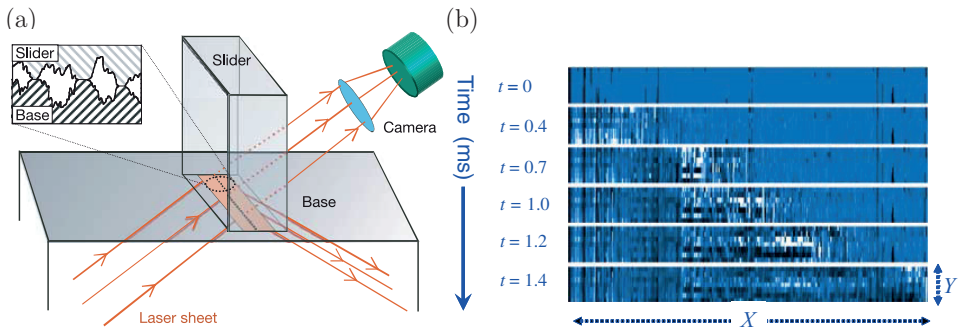 (a)
Slider
Base
Slider
Camera
Base
Laser sheet
(b)
Time (ms)
t = 0
t = 0.4
t = 0.7
t = 1.0
t = 1.2
t = 1.4
Y
X